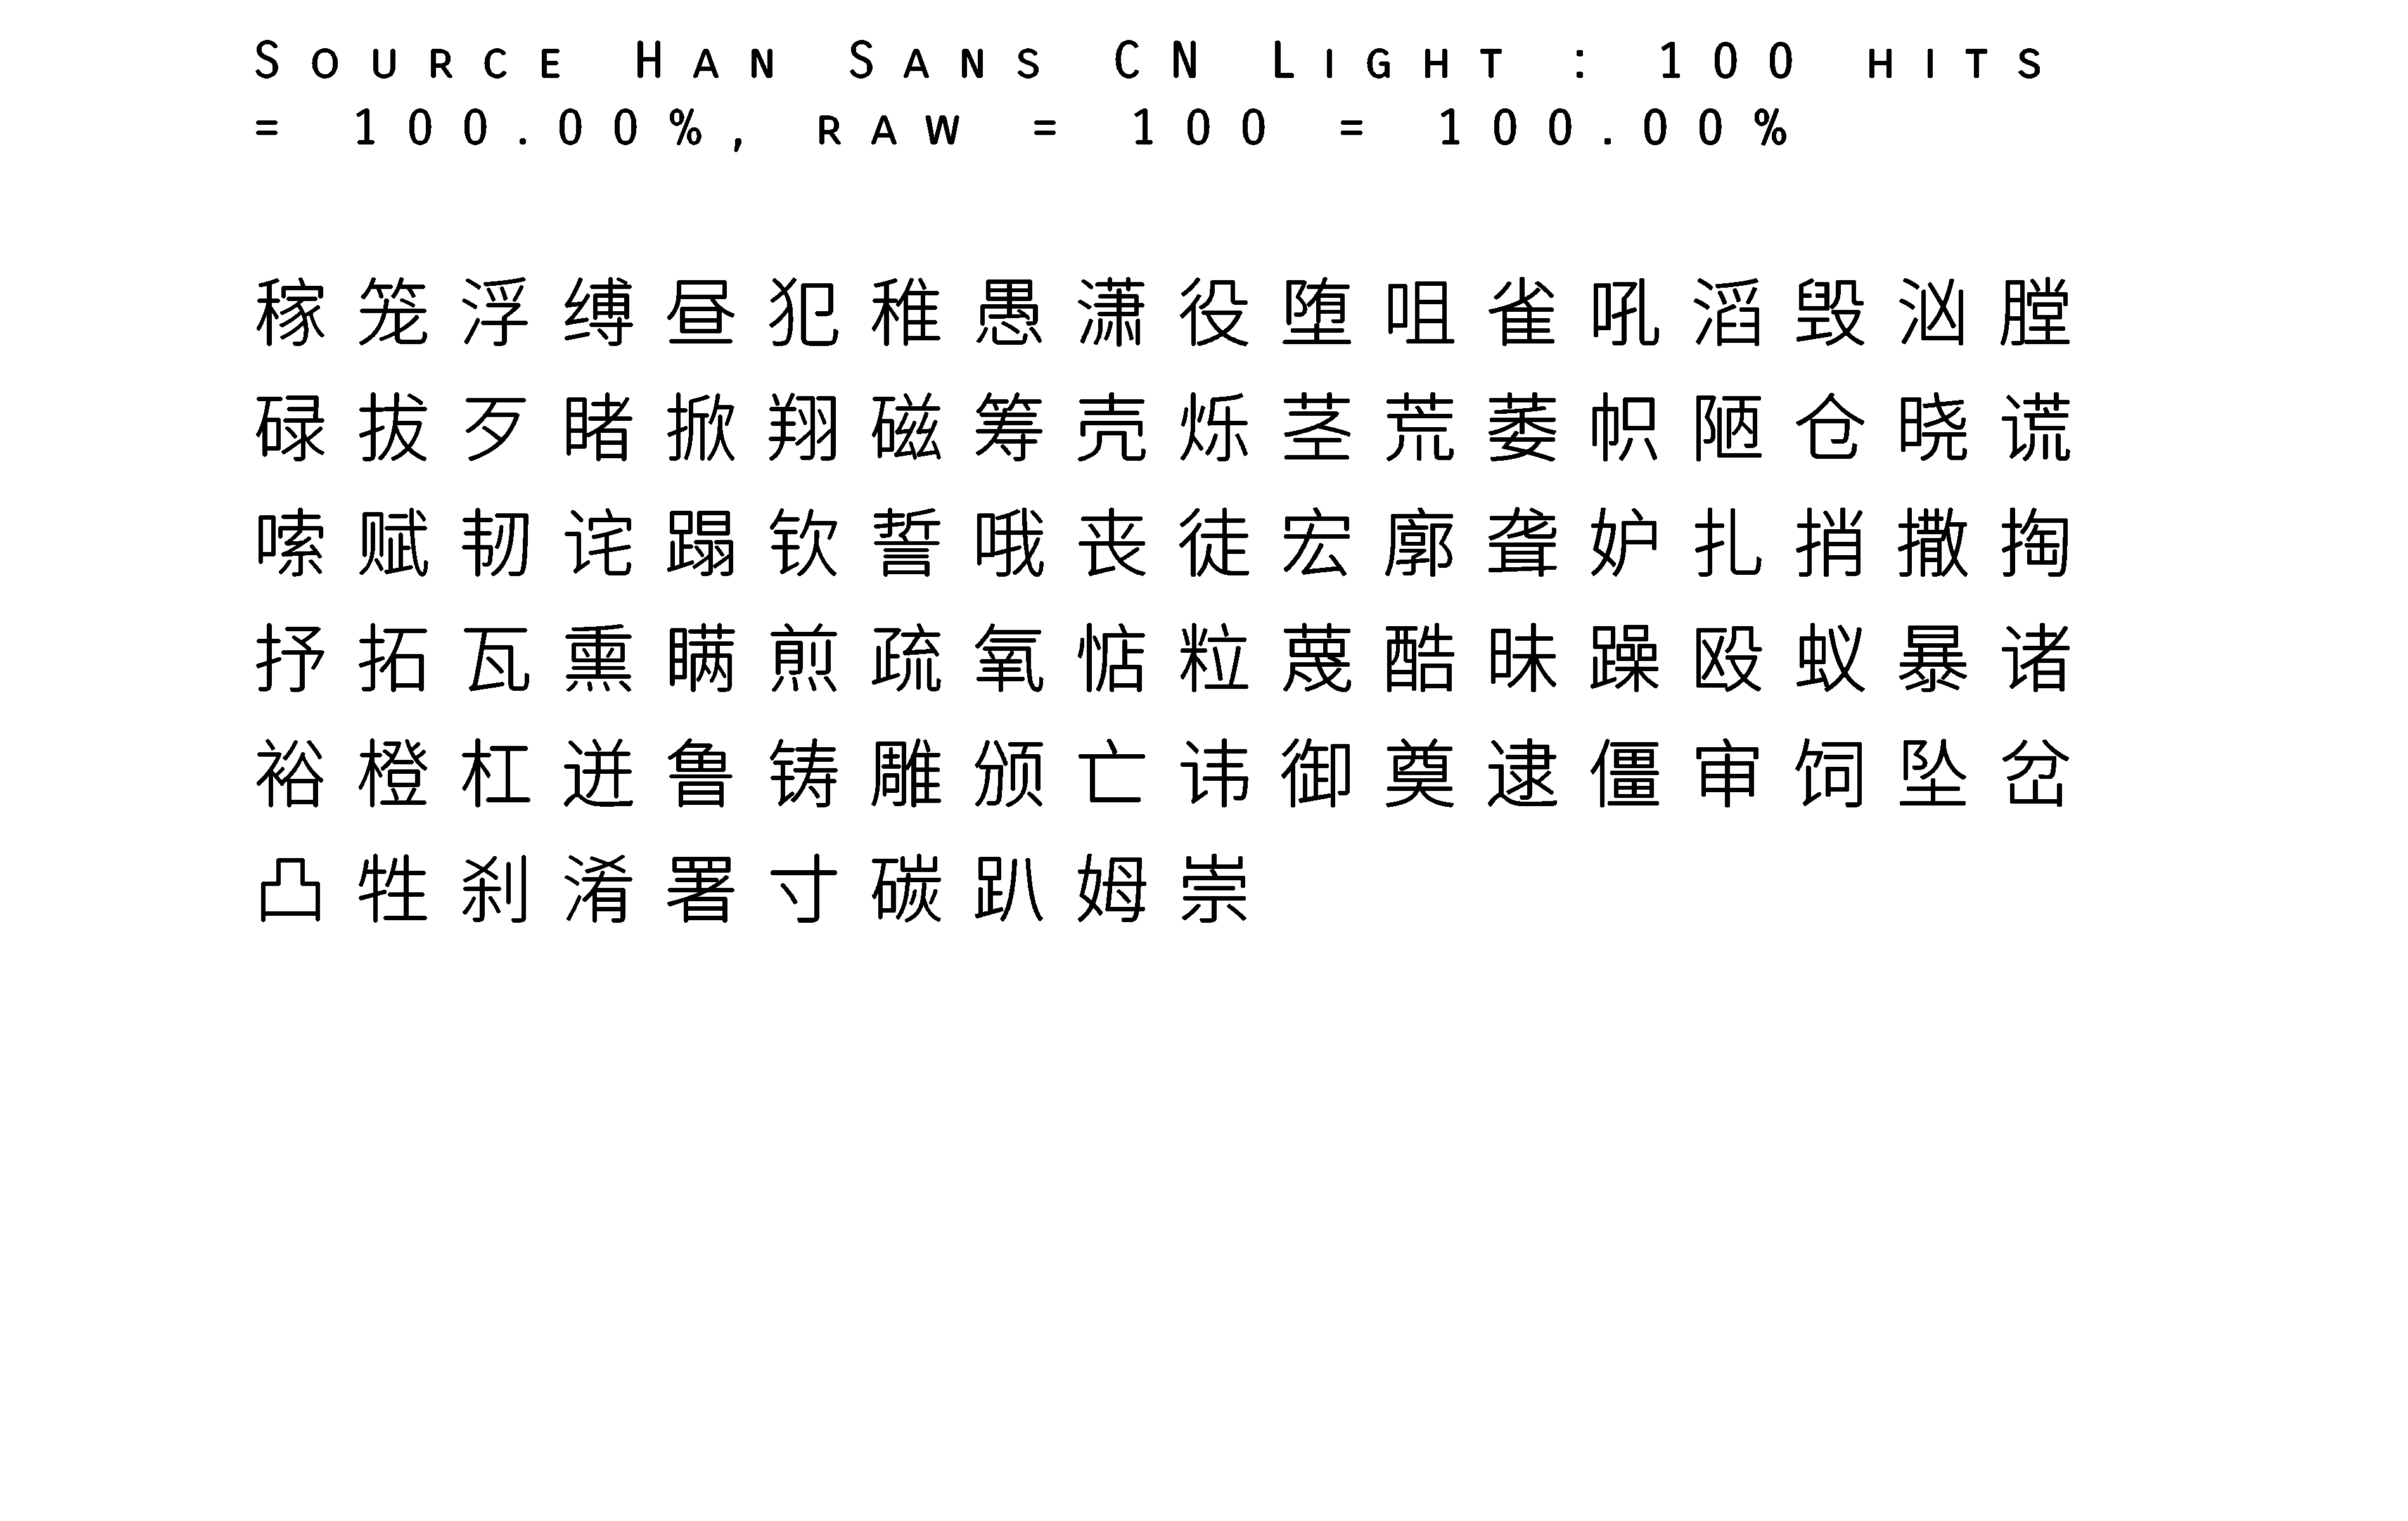 Source Han Sans CN Light : 100 hits
= 100.00%, raw = 100 = 100.00%
稼笼浮缚昼犯稚愚潇役堕咀雀吼滔毁汹膛
碌拔歹睹掀翔磁筹壳烁茎荒萎帜陋仓晓谎
嗦赋韧诧蹋钦誓哦丧徒宏廓聋妒扎捎撒掏
抒拓瓦熏瞒煎疏氧惦粒蔑酷昧躁殴蚁暴诸
裕橙杠迸鲁铸雕颁亡讳御奠逮僵审饲坠岔
凸牲刹淆署寸碳趴姆崇